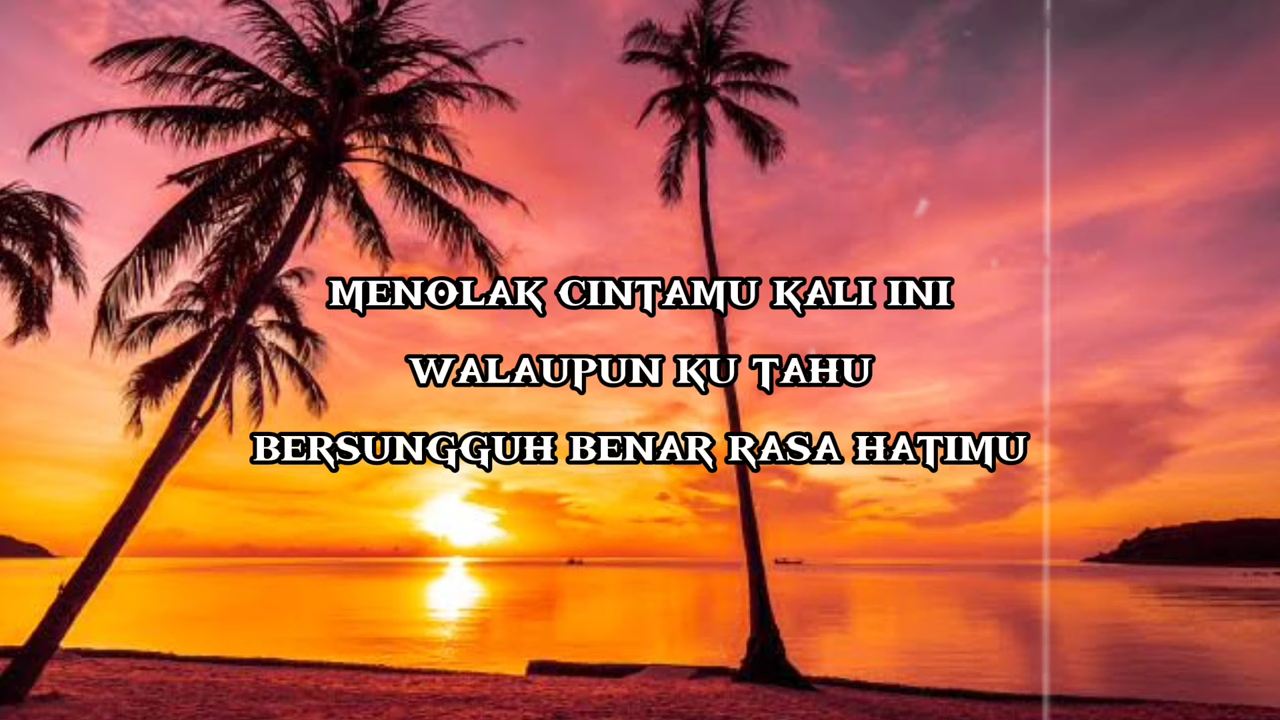 MENOLAK CINTAMU KALI INI
WALAUPUN KU TAHU
BERSUNGGUH BENAR RASA HATIMU